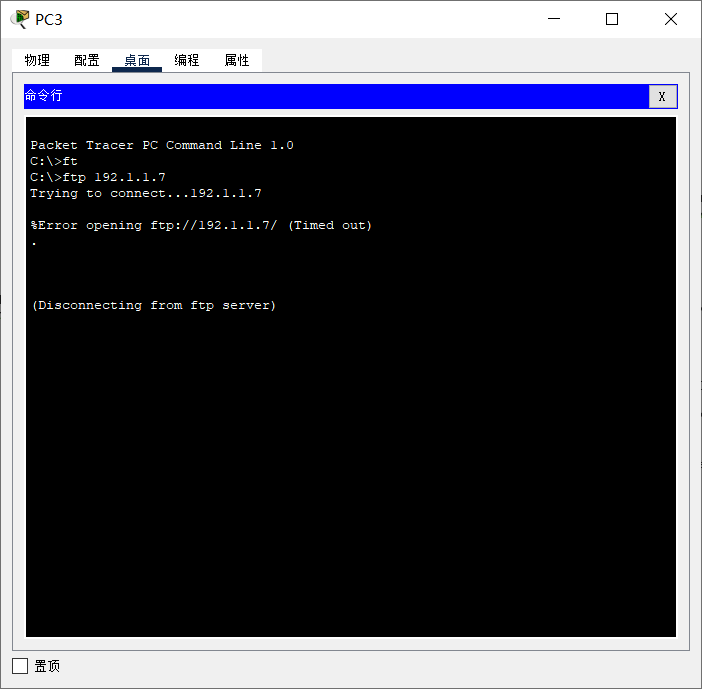 PC3
物理 配置 桌面 编程 属性
命令行 X
Packet Tracer PC Command Line 1.0
C:\>ft
C:\>ftp 192.1.1.7
Trying to connect...192.1.1.7
%Error opening ftp://192.1.1.7/ (Timed out)
.
(Disconnecting from ftp server)
置顶